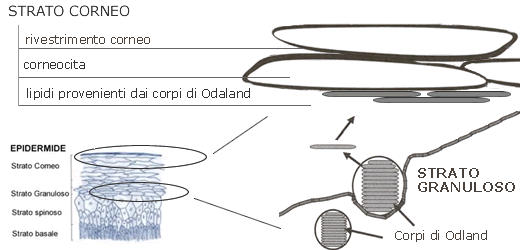 STRATO CORNEO
rivestrimento corneo
corneocita
lipidi provenienti dai corpi di Odaland
EPIDERMIDE
Strato Corneo
Strato Granuloso
Strato spinoso
Strato basale
STRATO
GRANULOSO
Corpi di Odland